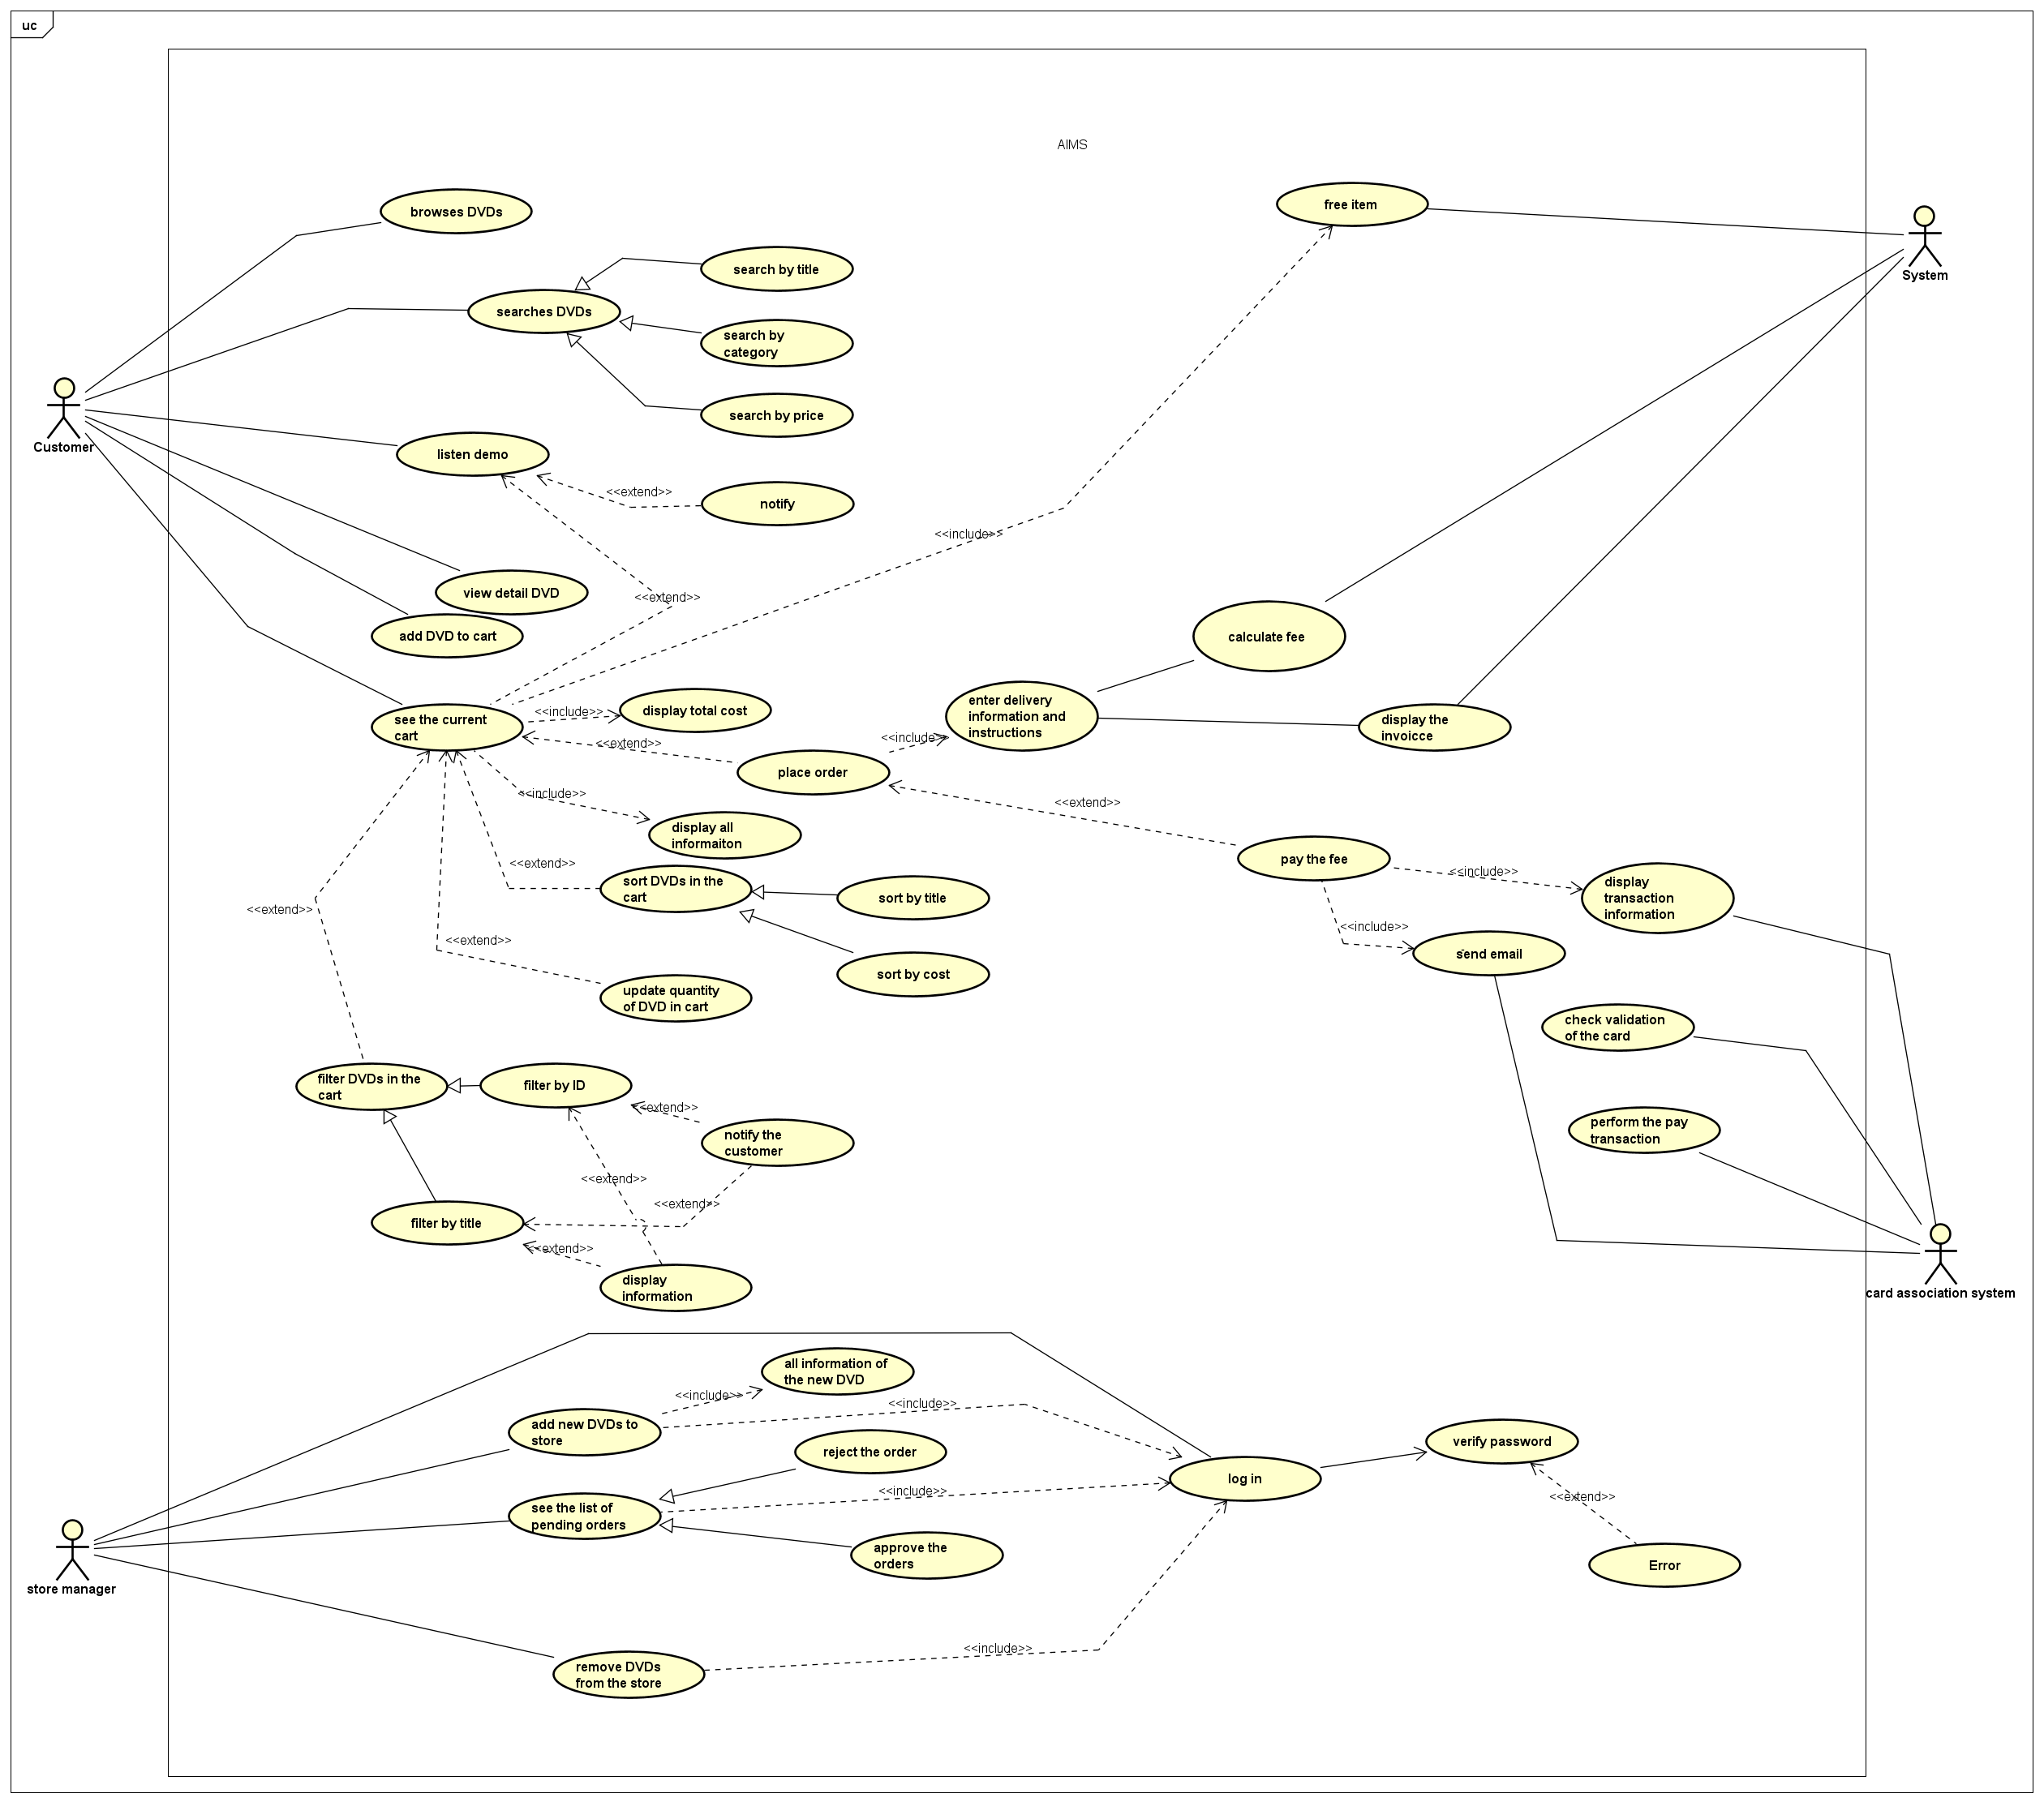 uc
AIMS
browses DVDs
free item
search by title
System
searches DVDs
search by
category
search by price
Customer
listen demo
<<extend>>
notify
<<include>>
view detail DVD
<<extend>>
add DVD to cart
calculate fee
display total cost
<<include>>
see the current
cart
enter delivery
information and
instructions
display the
invoicce
<<include>>
<<extend>>
place order
<<include>>
<<extend>>
display all
informaiton
pay the fee
<<extend>>
<<include>>
sort DVDs in the
cart
sort by title
display
transaction
information
<<extend>>
<<include>>
<<extend>>
send email
sort by cost
update quantity
of DVD in cart
check validation
of the card
filter DVDs in the
cart
filter by ID
<<extend>>
notify the
customer
perform the pay
transaction
<<extend>>
<<extend>>
filter by title
<<extend>>
display
information
card association system
all information of
the new DVD
<<include>>
<<include>>
add new DVDs to
store
reject the order
verify password
log in
<<include>>
see the list of
pending orders
<<extend>>
approve the
orders
Error
store manager
<<include>>
remove DVDs
from the store